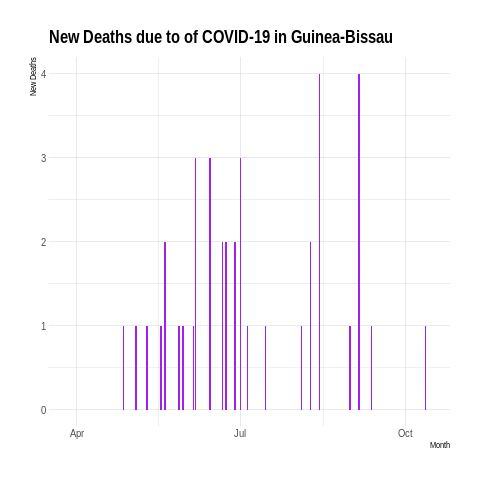 New Deaths due to of COVID-19 in Guinea-Bissau
New Deaths
4
3
2
1
0
Apr
Jul
Oct
Month